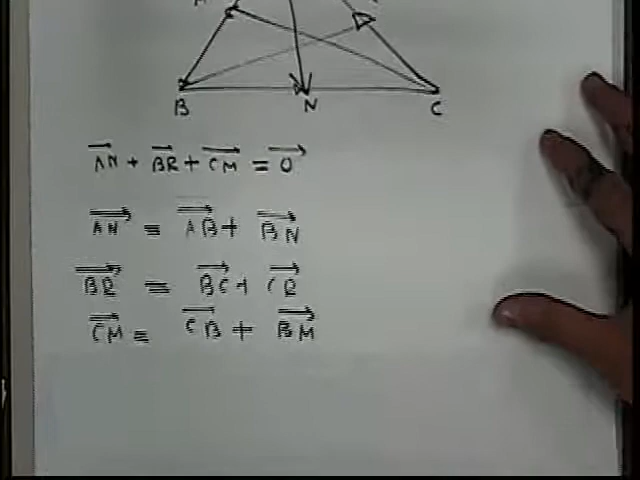 B N C
AN + BR + CM = 0
AN = AB + BN
BR = BC + CR
CM = CB + BM